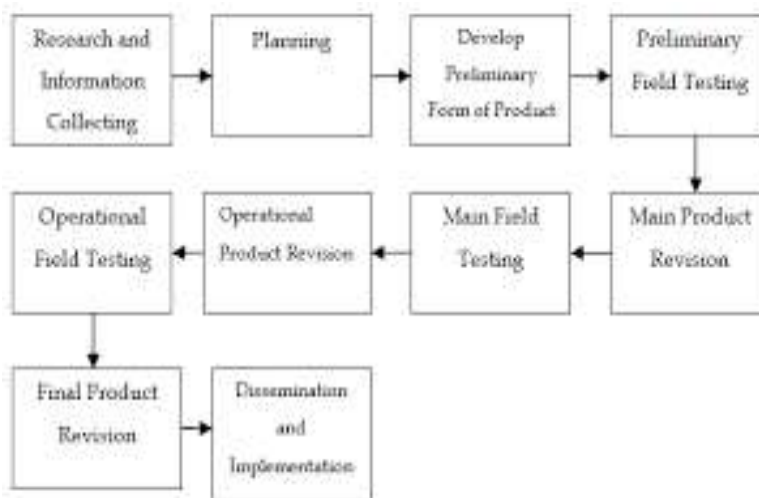 Research and
Information
Collecting
Planning
Develop
Preliminary
Form of Product
Preliminary
Field Testing
Main Product
Revision
Main Field
Testing
Operational
Product Revision
Operational
Field Testing
Final Product
Revision
Dissemination
and
Implementation